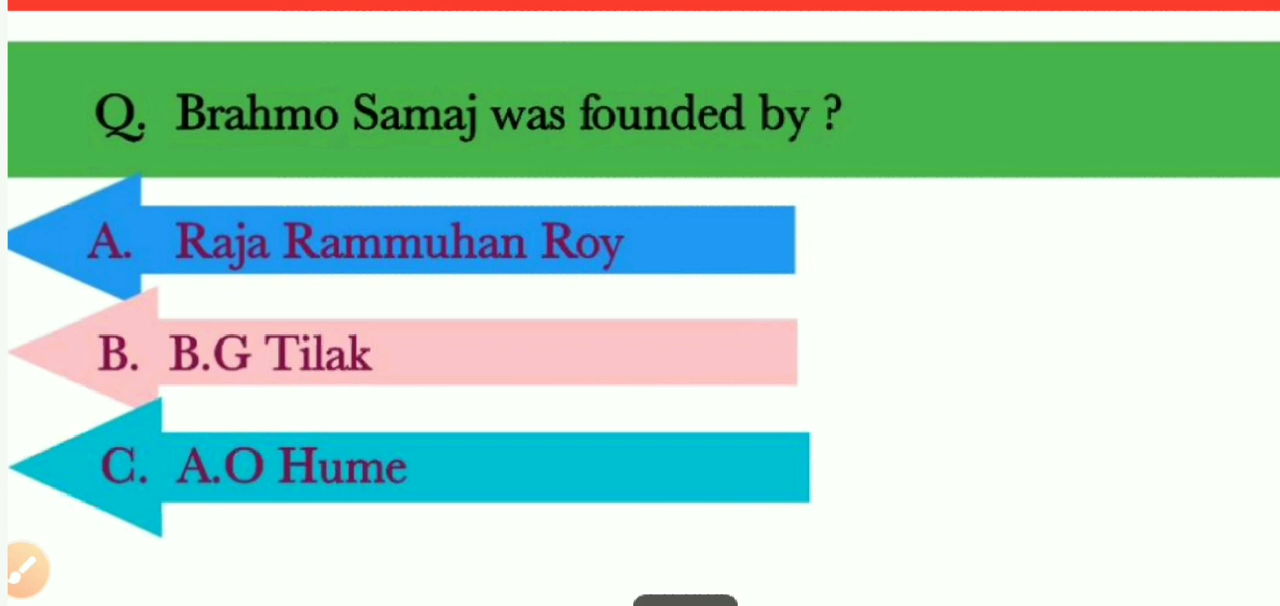 Q. Brahmo Samaj was founded by ?
A. Raja Rammuhan Roy
B. B.G Tilak
C. A.O Hume